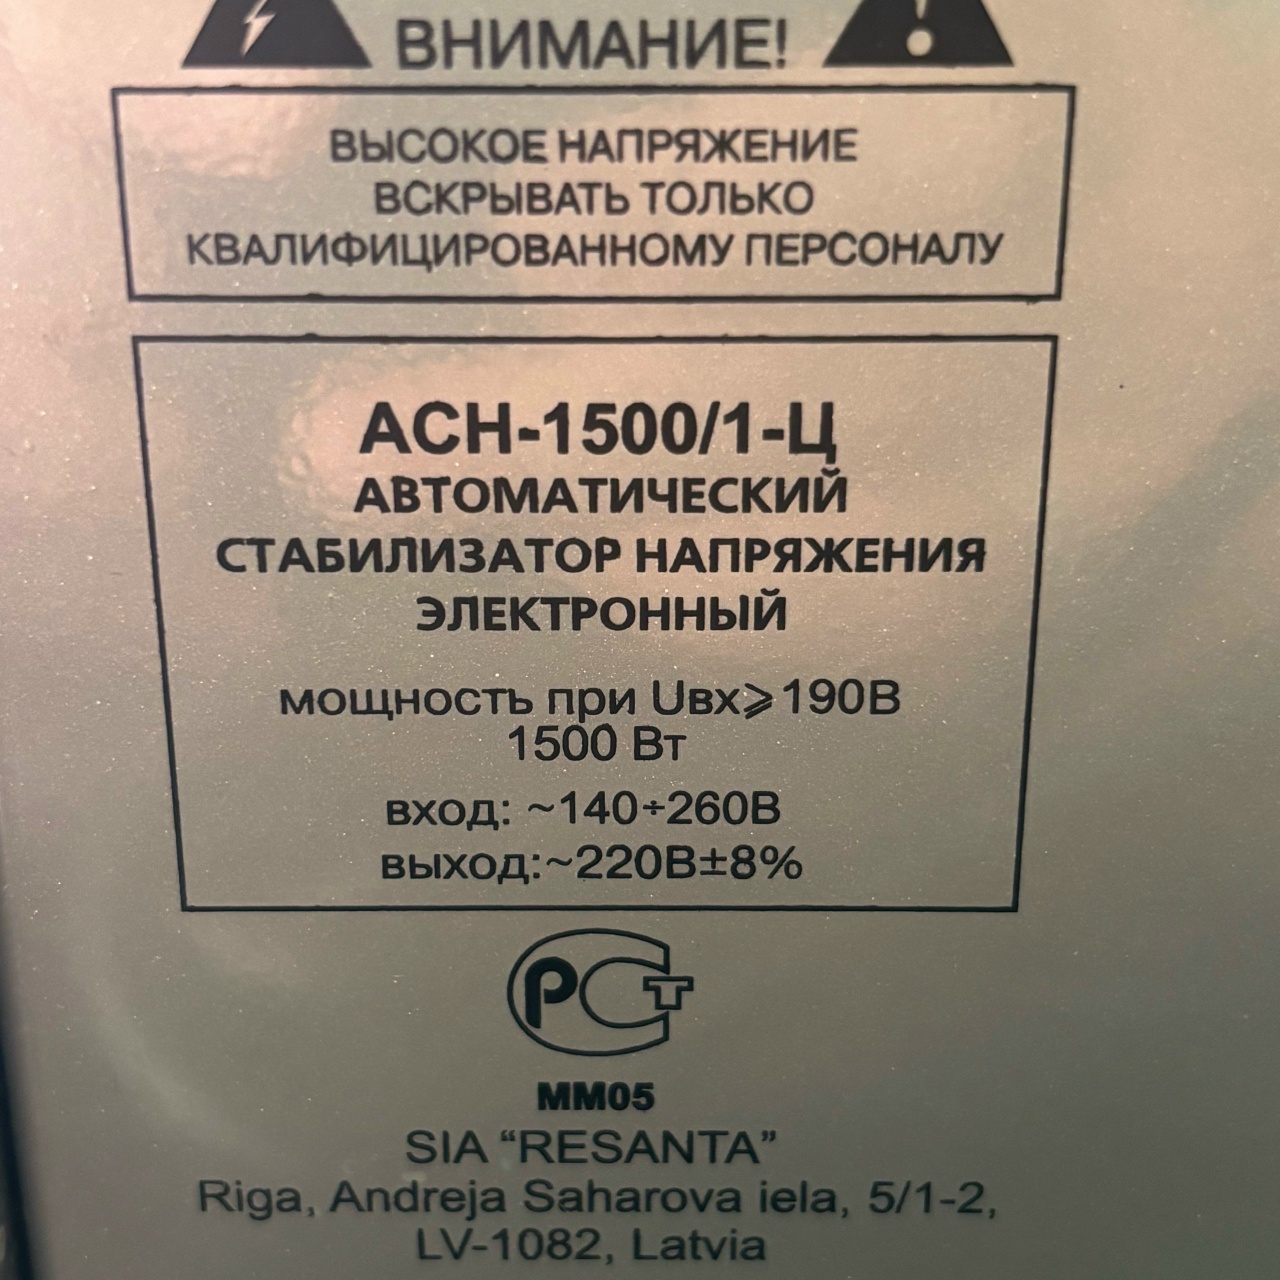 ВНИМАНИЕ!
ВЫСОКОЕ НАПРЯЖЕНИЕ
ВСКРЫВАТЬ ТОЛЬКО
КВАЛИФИЦИРОВАННОМУ ПЕРСОНАЛУ
АСН-1500/1-Ц
АВТОМАТИЧЕСКИЙ
СТАБИЛИЗАТОР НАПРЯЖЕНИЯ
ЭЛЕКТРОННЫЙ
мощность при Uвх⩾190В
1500 Вт
вход: ~140÷260В
выход:~220В±8%
РСТ
ММ05
SIA “RESANTA”
Riga, Andreja Saharova iela, 5/1-2,
LV-1082, Latvia